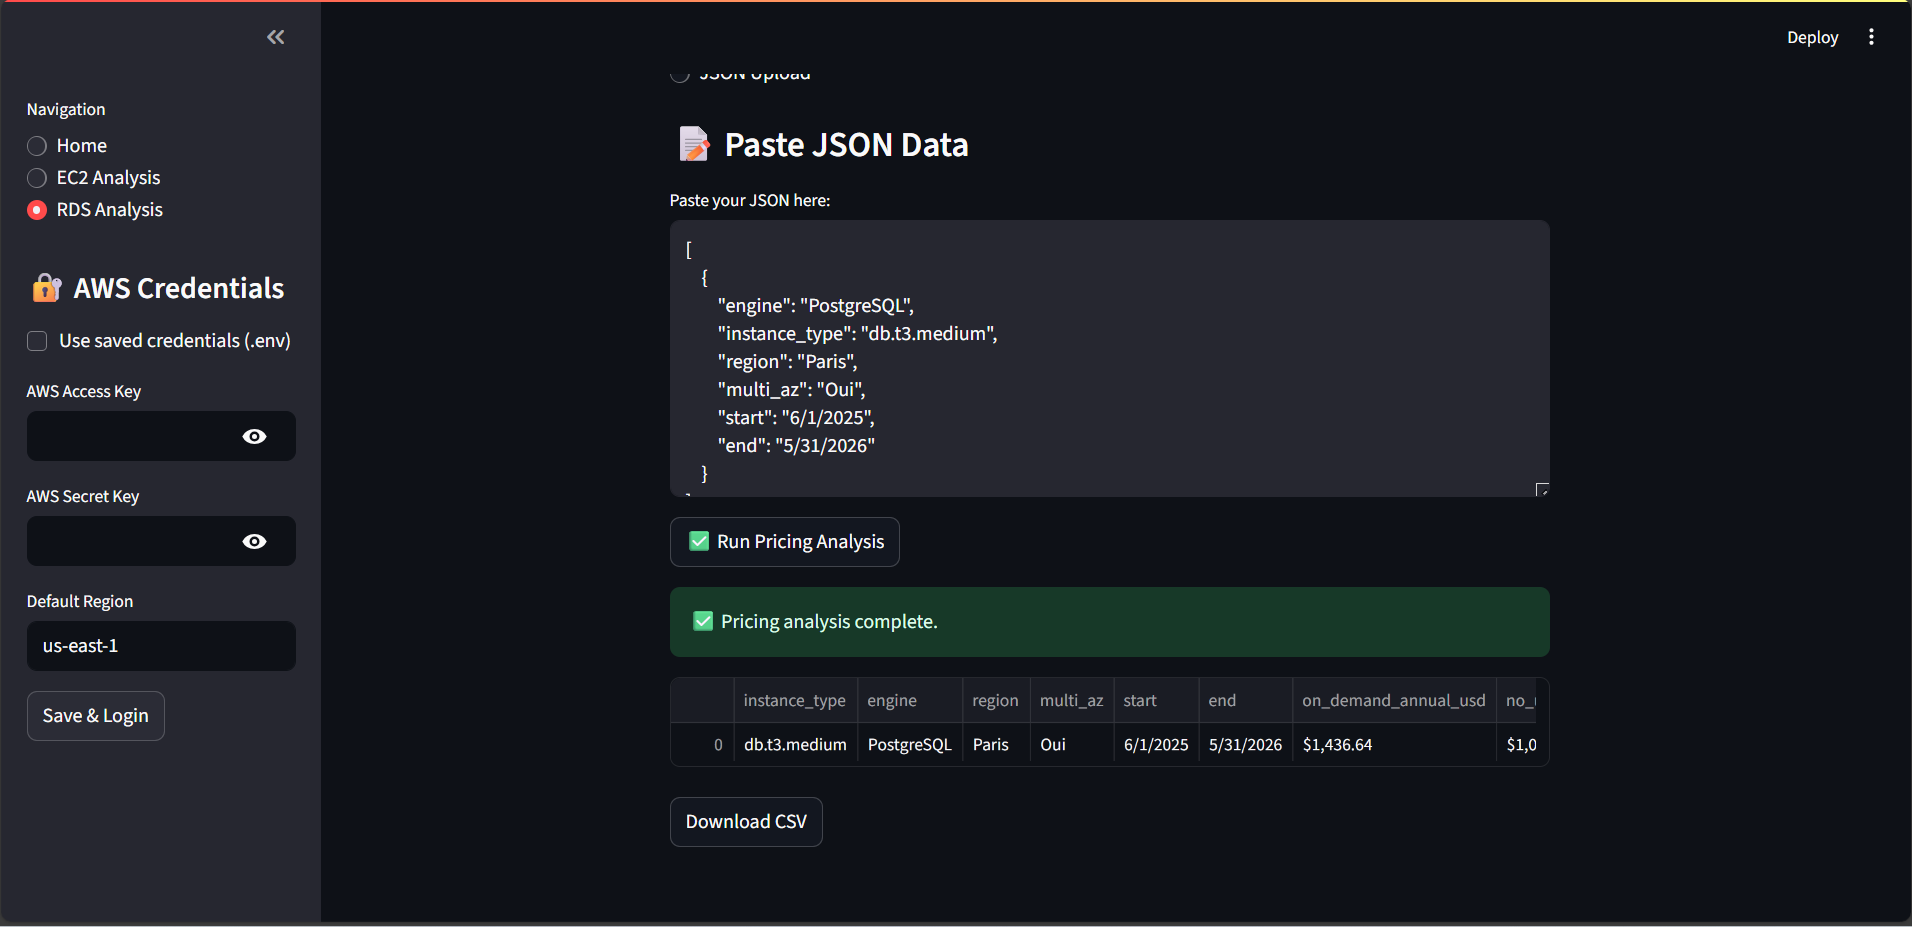 Deploy
Navigation
Home
EC2 Analysis
RDS Analysis
AWS Credentials
Use saved credentials (.env)
AWS Access Key
AWS Secret Key
Default Region
us-east-1
Save & Login
JSON Upload
Paste JSON Data
Paste your JSON here:
[
{
"engine": "PostgreSQL",
"instance_type": "db.t3.medium",
"region": "Paris",
"multi_az": "Oui",
"start": "6/1/2025",
"end": "5/31/2026"
}
Run Pricing Analysis
Pricing analysis complete.
instance_type engine region multi_az start end on_demand_annual_usd no_
0 db.t3.medium PostgreSQL Paris Oui 6/1/2025 5/31/2026 $1,436.64 $1,0
Download CSV